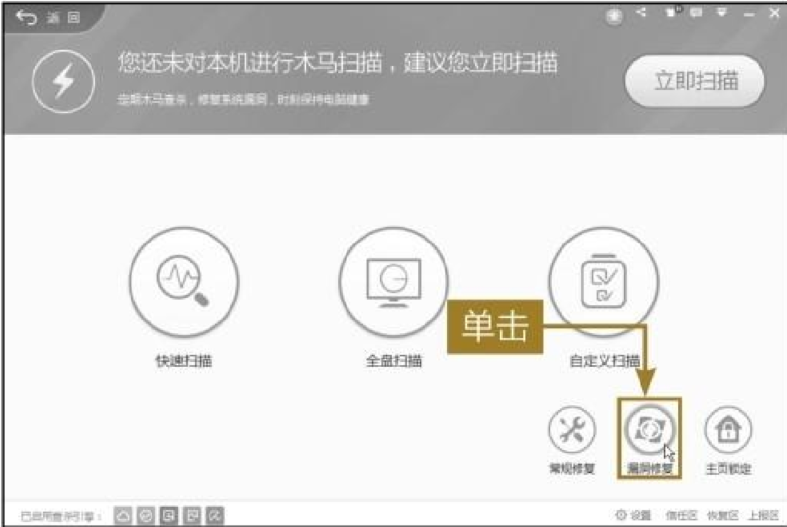 返回
您还未对本机进行木马扫描，建议您立即扫描
立即扫描
定期木马查杀，修复系统漏洞，时刻保持电脑健康
快速扫描
全盘扫描
自定义扫描
单击
常规修复
漏洞修复
主页锁定
已启用查杀引擎：
设置 信任区 恢复区 上报区